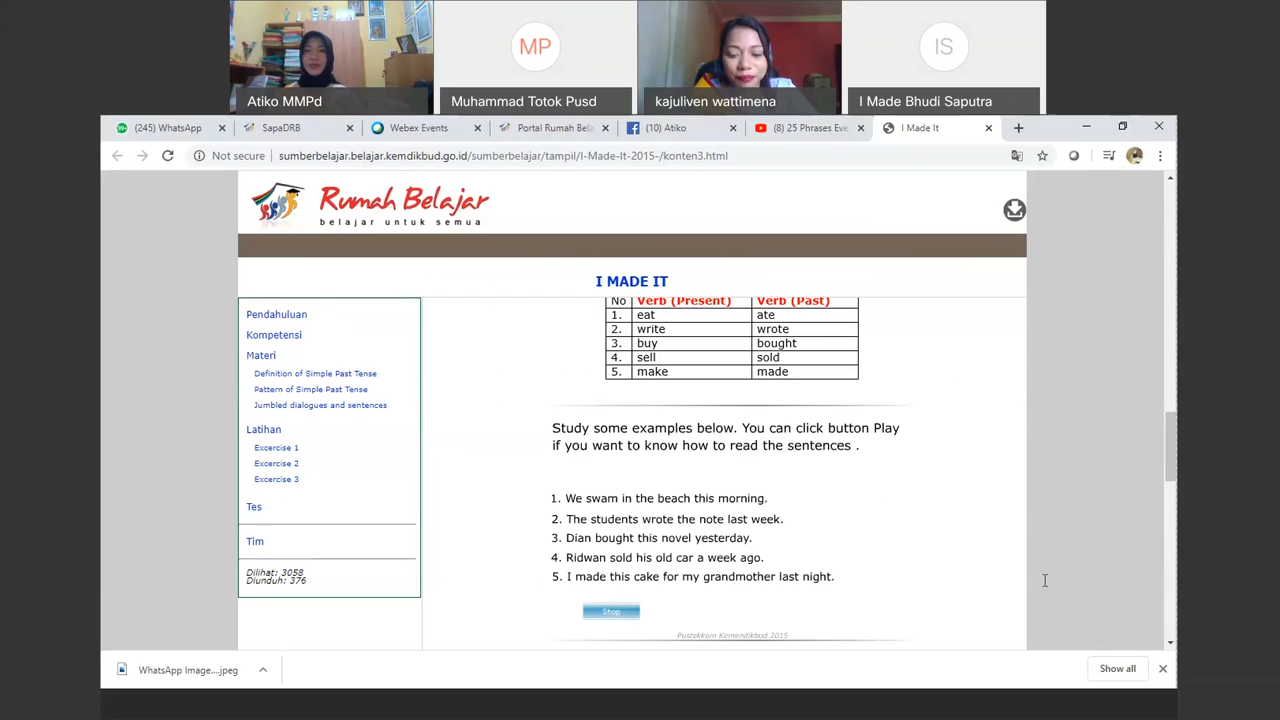 MP
IS
Atiko MMPd
Muhammad Totok Pusd
kajuliven wattimena
I Made Bhudi Saputra
(245) WhatsApp
SapaDRB
Webex Events
Portal Rumah Bela
(10) Atiko
(8) 25 Phrases Eve
I Made It
Not secure
sumberbelajar.belajar.kemdikbud.go.id/sumberbelajar/tampil/I-Made-It-2015-/konten3.html
Rumah Belajar
belajar untuk semua
I MADE IT
Pendahuluan
Kompetensi
Materi
Definition of Simple Past Tense
Pattern of Simple Past Tense
Jumbled dialogues and sentences
Latihan
Excercise 1
Excercise 2
Excercise 3
Tes
Tim
Dilihat: 3058
Diunduh: 376
No Verb (Present) Verb (Past)
1. eat ate
2. write wrote
3. buy bought
4. sell sold
5. make made
Study some examples below. You can click button Play
if you want to know how to read the sentences .
1. We swam in the beach this morning.
2. The students wrote the note last week.
3. Dian bought this novel yesterday.
4. Ridwan sold his old car a week ago.
5. I made this cake for my grandmother last night.
Stop
Pustekkom Kemendikbud 2015
WhatsApp Image....jpeg
Show all